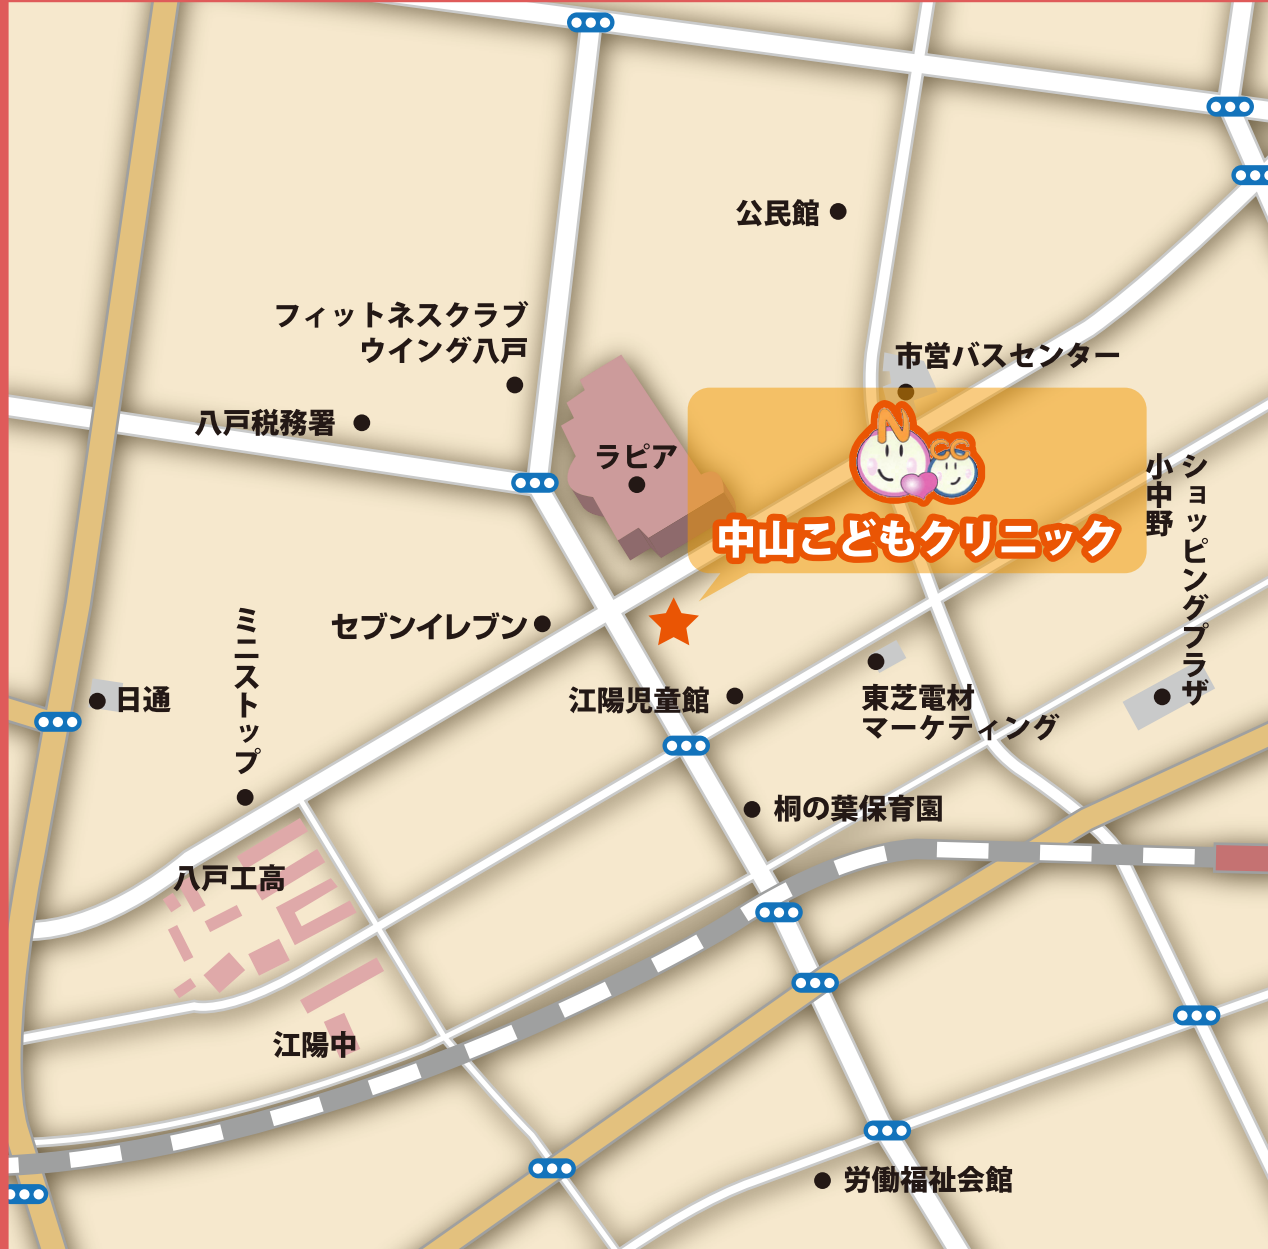 公民館
フィットネスクラブ
ウイング八戸
市営バスセンター
八戸税務署
ラピア
N
CC
中山こどもクリニック
小中野
ショッピングプラザ
セブンイレブン
ミニストップ
日通
江陽児童館
東芝電材
マーケティング
桐の葉保育園
八戸工高
江陽中
労働福祉会館